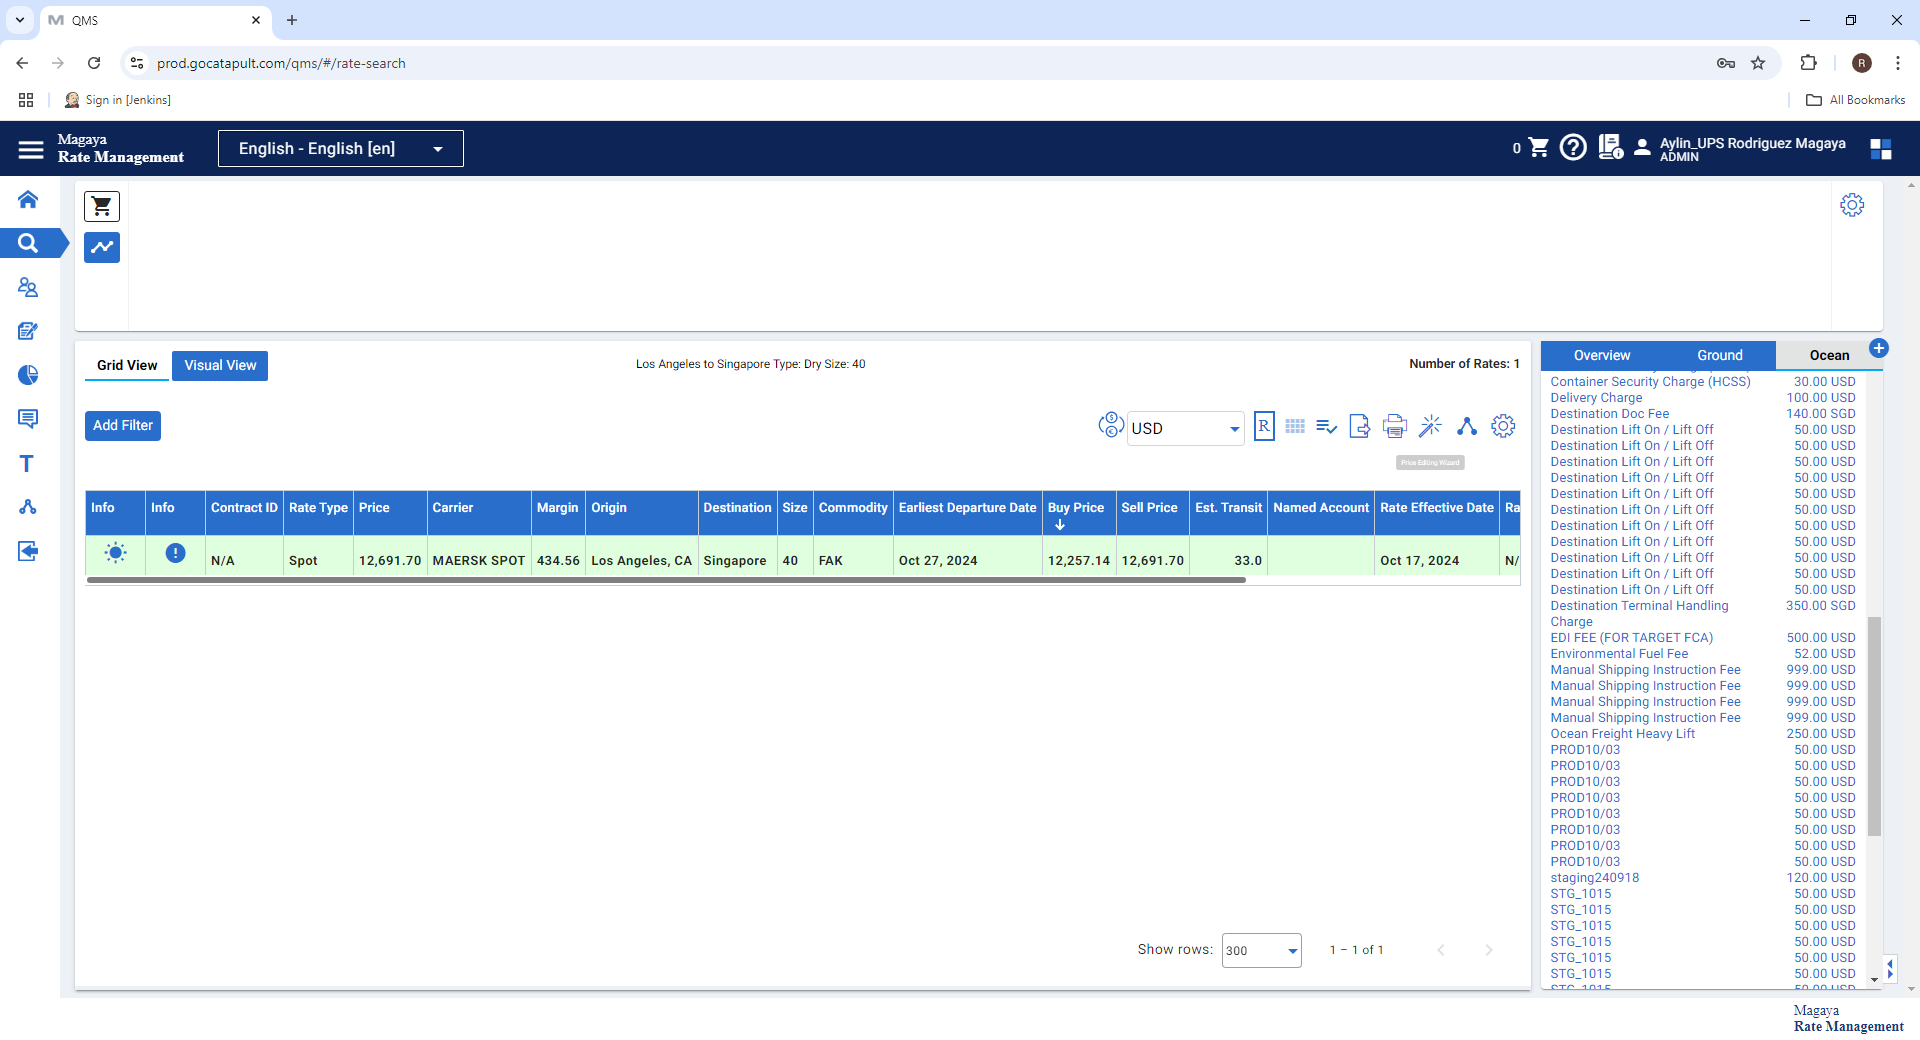 QMS
prod.gocatapult.com/qms/#/rate-search
R
Sign in [Jenkins]
All Bookmarks
Magaya
Rate Management
English - English [en]
0
Aylin_UPS Rodriguez Magaya
ADMIN
Grid View
Visual View
Los Angeles to Singapore Type: Dry Size: 40
Number of Rates: 1
Add Filter
USD
R
Price Editing Wizard
Info Info Contract ID Rate Type Price Carrier Margin Origin Destination Size Commodity Earliest Departure Date Buy Price Sell Price Est. Transit Named Account Rate Effective Date Ra
N/A Spot 12,691.70 MAERSK SPOT 434.56 Los Angeles, CA Singapore 40 FAK Oct 27, 2024 12,257.14 12,691.70 33.0 Oct 17, 2024 N/
Show rows: 300 1 – 1 of 1
Overview Ground Ocean
Container Security Charge (HCSS) 30.00 USD
Delivery Charge 100.00 USD
Destination Doc Fee 140.00 SGD
Destination Lift On / Lift Off 50.00 USD
Destination Lift On / Lift Off 50.00 USD
Destination Lift On / Lift Off 50.00 USD
Destination Lift On / Lift Off 50.00 USD
Destination Lift On / Lift Off 50.00 USD
Destination Lift On / Lift Off 50.00 USD
Destination Lift On / Lift Off 50.00 USD
Destination Lift On / Lift Off 50.00 USD
Destination Lift On / Lift Off 50.00 USD
Destination Lift On / Lift Off 50.00 USD
Destination Lift On / Lift Off 50.00 USD
Destination Terminal Handling 350.00 SGD
Charge
EDI FEE (FOR TARGET FCA) 500.00 USD
Environmental Fuel Fee 52.00 USD
Manual Shipping Instruction Fee 999.00 USD
Manual Shipping Instruction Fee 999.00 USD
Manual Shipping Instruction Fee 999.00 USD
Manual Shipping Instruction Fee 999.00 USD
Ocean Freight Heavy Lift 250.00 USD
PROD10/03 50.00 USD
PROD10/03 50.00 USD
PROD10/03 50.00 USD
PROD10/03 50.00 USD
PROD10/03 50.00 USD
PROD10/03 50.00 USD
PROD10/03 50.00 USD
PROD10/03 50.00 USD
staging240918 120.00 USD
STG_1015 50.00 USD
STG_1015 50.00 USD
STG_1015 50.00 USD
STG_1015 50.00 USD
STG_1015 50.00 USD
STG_1015 50.00 USD
STG_1015 50.00 USD
Magaya
Rate Management